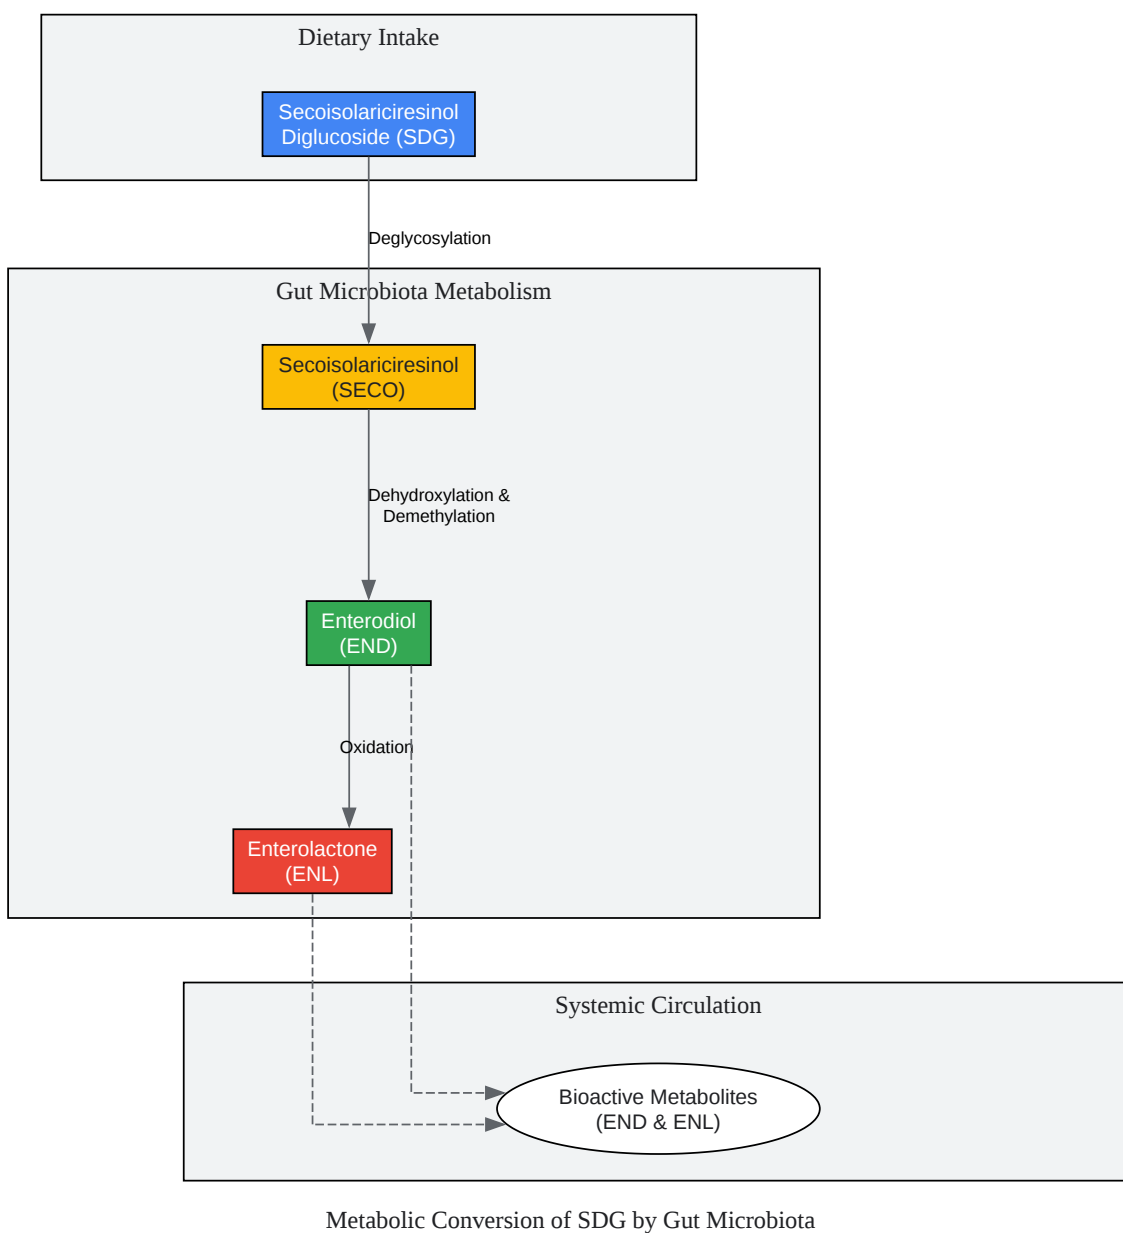 Dietary Intake
Secoisolariciresinol
Diglucoside (SDG)
Deglycosylation
Gut Microbiota Metabolism
Secoisolariciresinol
(SECO)
Dehydroxylation &
Demethylation
Enterodiol
(END)
Oxidation
Enterolactone
(ENL)
Systemic Circulation
Bioactive Metabolites
(END & ENL)
Metabolic Conversion of SDG by Gut Microbiota